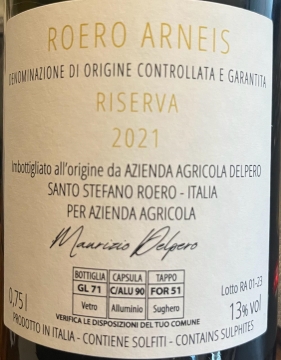 ROERO ARNEIS
DENOMINAZIONE DI ORIGINE CONTROLLATA E GARANTITA
RISERVA
2021
Imbottigliato all'origine da AZIENDA AGRICOLA DELPERO
SANTO STEFANO ROERO - ITALIA
PER AZIENDA AGRICOLA
Maurizio Delpero
BOTTIGLIA CAPSULA TAPPO
GL 71 C/ALU 90 FOR 51
Vetro Alluminio Sughero
0,75 l
Lotto RA 01-23
13% vol
VERIFICA LE DISPOSIZIONI DEL TUO COMUNE
PRODOTTO IN ITALIA - CONTIENE SOLFITI - CONTAINS SULPHITES